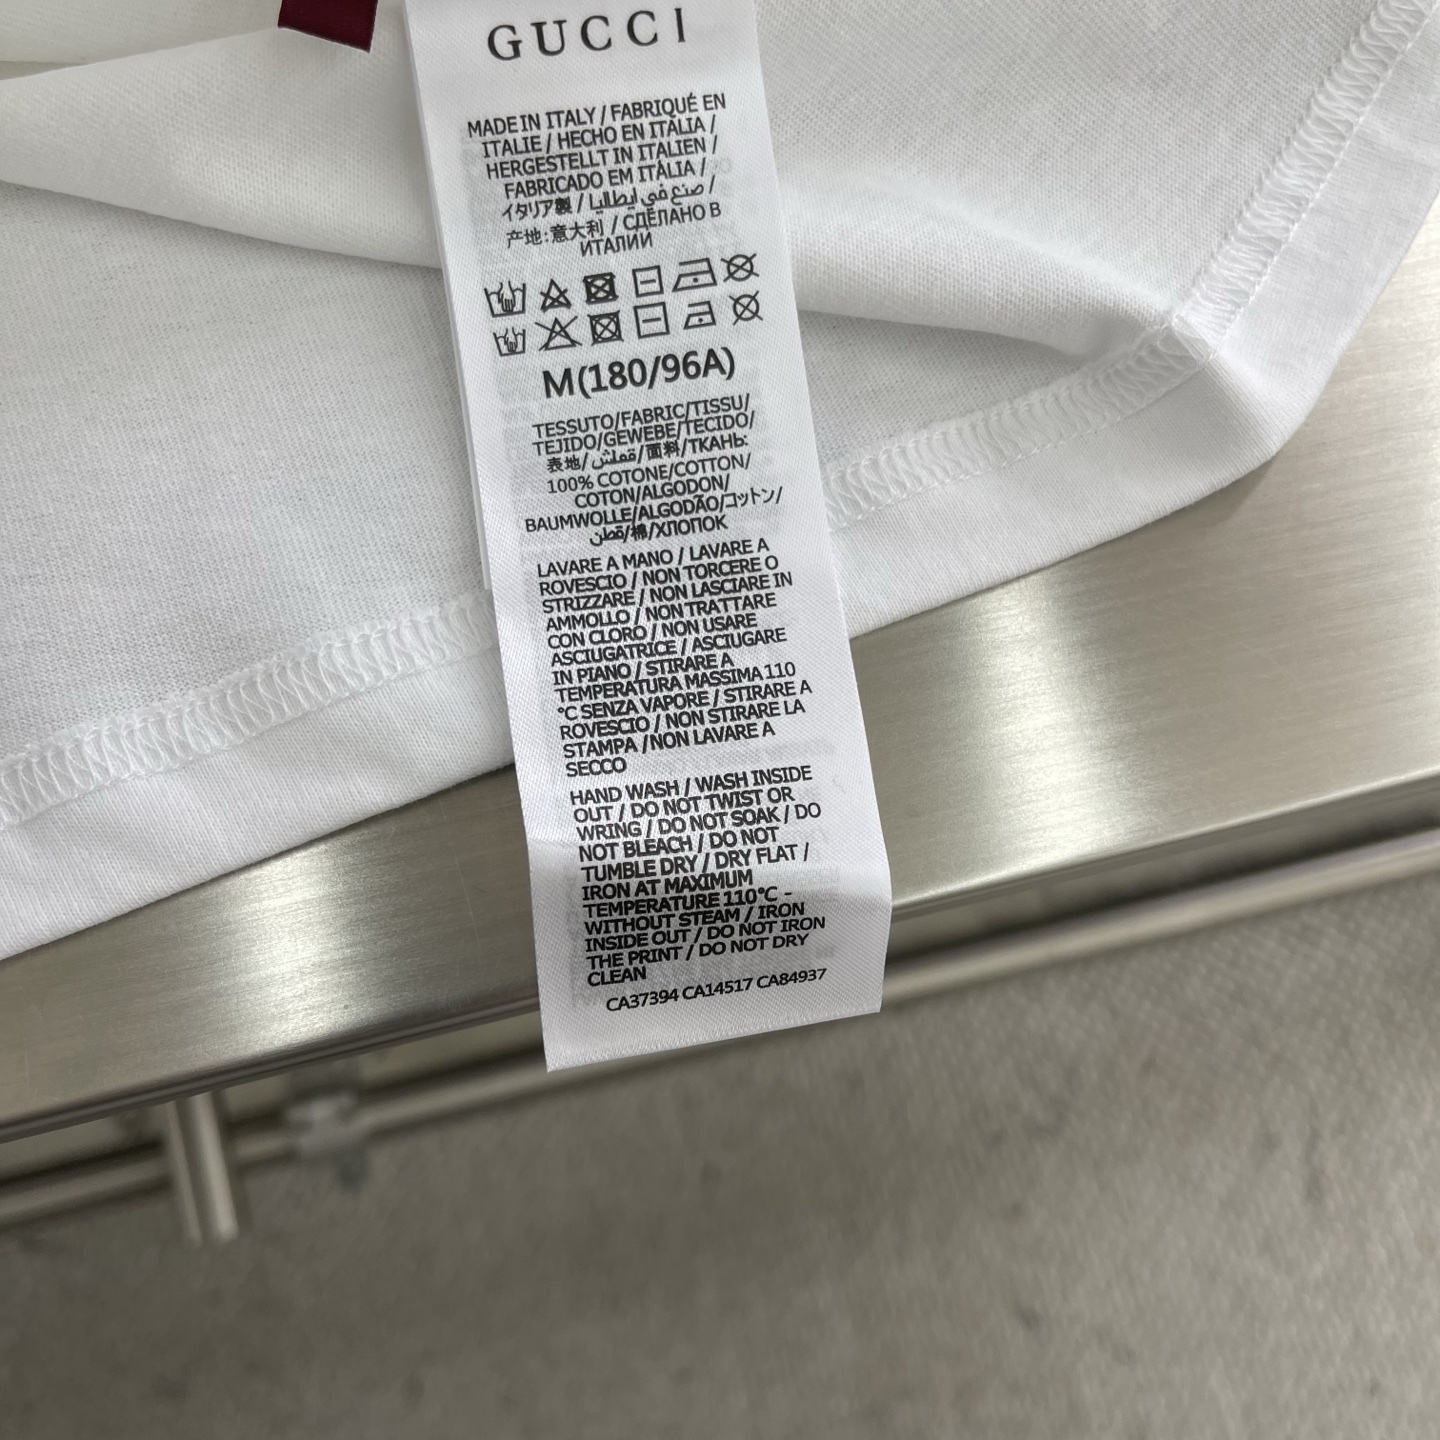 GUCCI
MADE IN ITALY / FABRIQUÉ EN
ITALIE / HECHO EN ITALIA /
HERGESTELLT IN ITALIEN /
FABRICADO EM ITÁLIA /
イタリア製 / صنع في إيطاليا /
产地:意大利 / СДЕЛАНО В
ИТАЛИИ
M(180/96A)
TESSUTO/FABRIC/TISSU/
TEJIDO/GEWEBE/TECIDO/
表地/قملش/面料/ТКАНЬ:
100% COTONE/COTTON/
COTON/ALGODON/
BAUMWOLLE/ALGODÃO/コットン/
قطن/棉/ХЛОПОК
LAVARE A MANO / LAVARE A
ROVESCIO / NON TORCERE O
STRIZZARE / NON LASCIARE IN
AMMOLLO / NON TRATTARE
CON CLORO / NON USARE
ASCIUGATRICE / ASCIUGARE
IN PIANO / STIRARE A
TEMPERATURA MASSIMA 110
°C SENZA VAPORE / STIRARE A
ROVESCIO / NON STIRARE LA
STAMPA /NON LAVARE A
SECCO
HAND WASH / WASH INSIDE
OUT / DO NOT TWIST OR
WRING / DO NOT SOAK / DO
NOT BLEACH / DO NOT
TUMBLE DRY / DRY FLAT /
IRON AT MAXIMUM
TEMPERATURE 110°C -
WITHOUT STEAM / IRON
INSIDE OUT / DO NOT IRON
THE PRINT / DO NOT DRY
CLEAN
CA37394 CA14517 CA84937